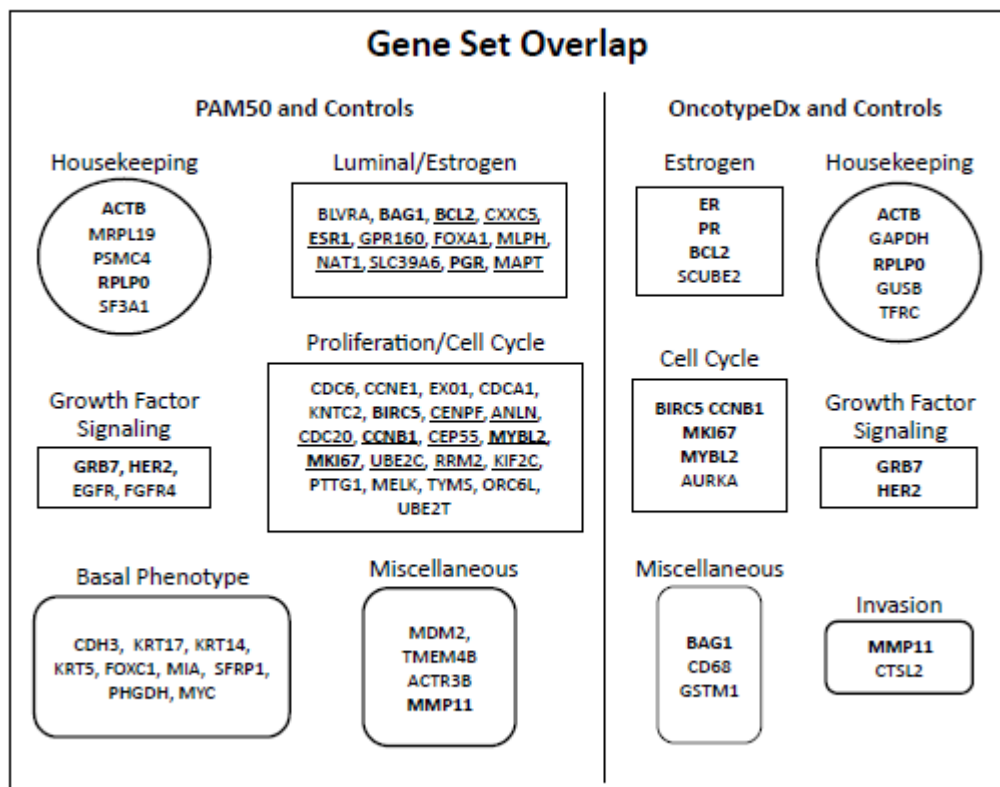 Gene Set Overlap
PAM50 and Controls
Housekeeping
ACTB
MRPL19
PSMC4
RPLP0
SF3A1
Luminal/Estrogen
BLVRA, BAG1, BCL2, CXXC5,
ESR1, GPR160, FOXA1, MLPH,
NAT1, SLC39A6, PGR, MAPT
Growth Factor
Signaling
GRB7, HER2,
EGFR, FGFR4
Proliferation/Cell Cycle
CDC6, CCNE1, EX01, CDCA1,
KNTC2, BIRC5, CENPF, ANLN,
CDC20, CCNB1, CEP55, MYBL2,
MKI67, UBE2C, RRM2, KIF2C,
PTTG1, MELK, TYMS, ORC6L,
UBE2T
Basal Phenotype
CDH3, KRT17, KRT14,
KRT5, FOXC1, MIA, SFRP1,
PHGDH, MYC
Miscellaneous
MDM2,
TMEM4B
ACTR3B
MMP11
OncotypeDx and Controls
Estrogen
ER
PR
BCL2
SCUBE2
Housekeeping
ACTB
GAPDH
RPLP0
GUSB
TFRC
Cell Cycle
BIRC5 CCNB1
MKI67
MYBL2
AURKA
Growth Factor
Signaling
GRB7
HER2
Miscellaneous
BAG1
CD68
GSTM1
Invasion
MMP11
CTSL2